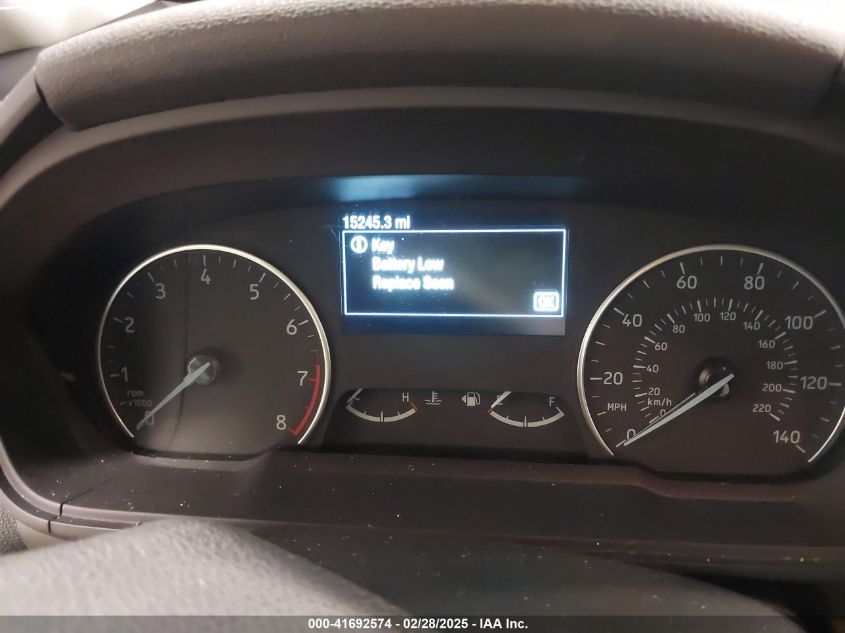 15245.3 mi
Key
Battery Low
Replace Soon
OK
0 1 2 3 4 5 6 7 8
rpm
x1000
C H
E F
0 20 40 60 80 100 120 140
MPH
0 20 40 60 80 100 120 140 160 180 200 220
km/h
000-41692574 / 02/28/2025 - IAA Inc.